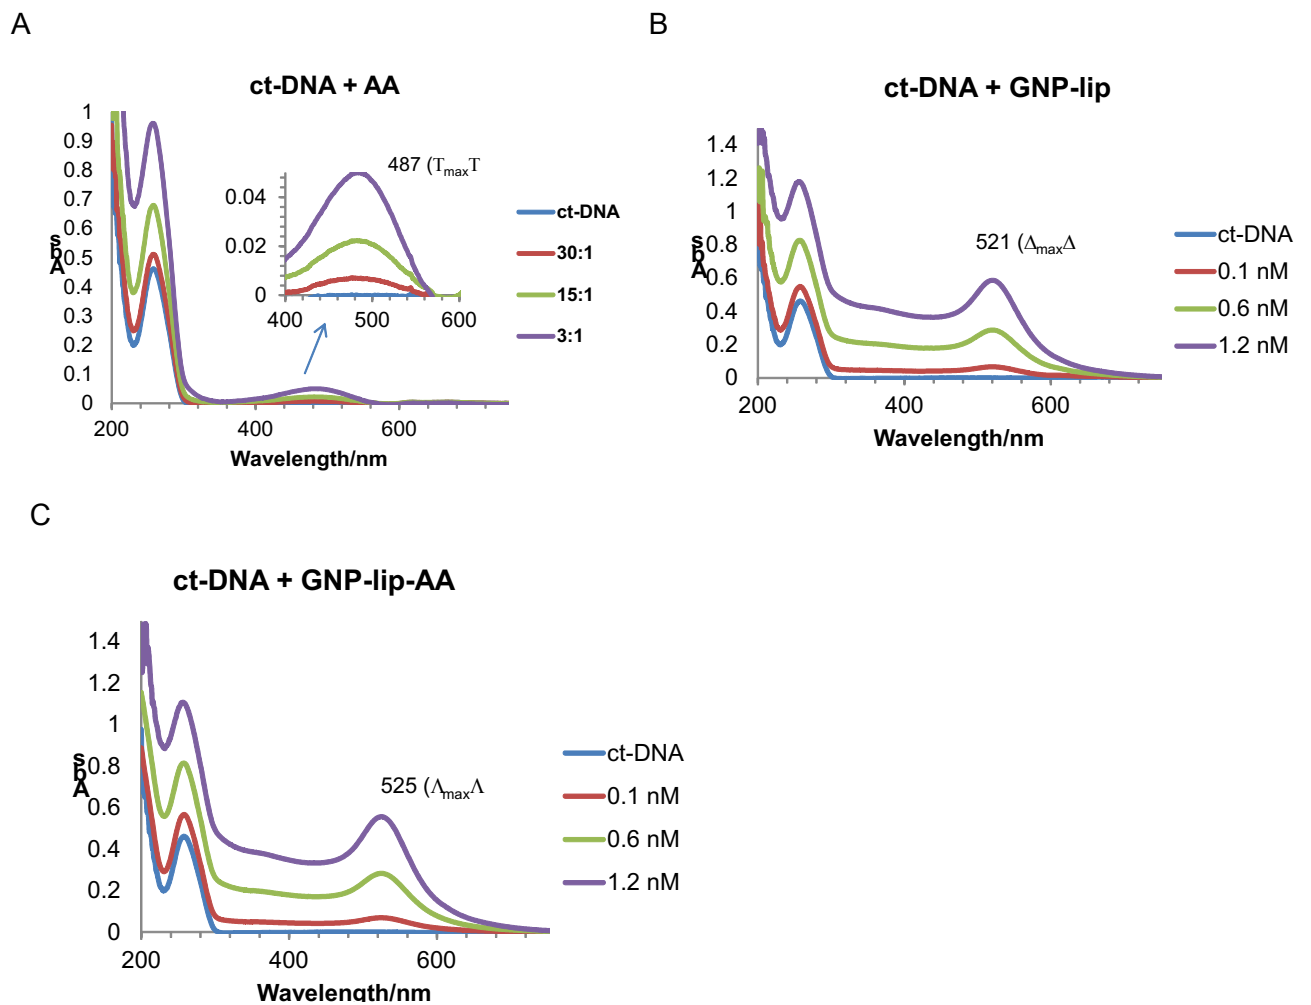 A
ct-DNA + AA
1
0.9
0.8
0.7
0.6
0.5
0.4
0.3
0.2
0.1
0
Abs
200
400
600
Wavelength/nm
487 (TmaxT
0.04
0.02
0
400
500
600
ct-DNA
30:1
15:1
3:1
B
ct-DNA + GNP-lip
1.4
1.2
1
0.8
0.6
0.4
0.2
0
Abs
521 (ΔmaxΔ
200
400
600
Wavelength/nm
ct-DNA
0.1 nM
0.6 nM
1.2 nM
C
ct-DNA + GNP-lip-AA
1.4
1.2
1
0.8
0.6
0.4
0.2
0
Abs
525 (ΛmaxΛ
200
400
600
Wavelength/nm
ct-DNA
0.1 nM
0.6 nM
1.2 nM